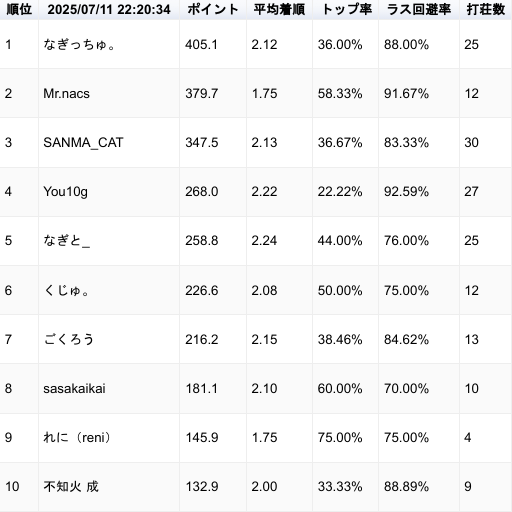 順位 2025/07/11 22:20:34 ポイント 平均着順 トップ率 ラス回避率 打荘数
1 なぎっちゅ。 405.1 2.12 36.00% 88.00% 25
2 Mr.nacs 379.7 1.75 58.33% 91.67% 12
3 SANMA_CAT 347.5 2.13 36.67% 83.33% 30
4 You10g 268.0 2.22 22.22% 92.59% 27
5 なぎと_ 258.8 2.24 44.00% 76.00% 25
6 くじゅ。 226.6 2.08 50.00% 75.00% 12
7 ごくろう 216.2 2.15 38.46% 84.62% 13
8 sasakaikai 181.1 2.10 60.00% 70.00% 10
9 れに（reni） 145.9 1.75 75.00% 75.00% 4
10 不知火 成 132.9 2.00 33.33% 88.89% 9